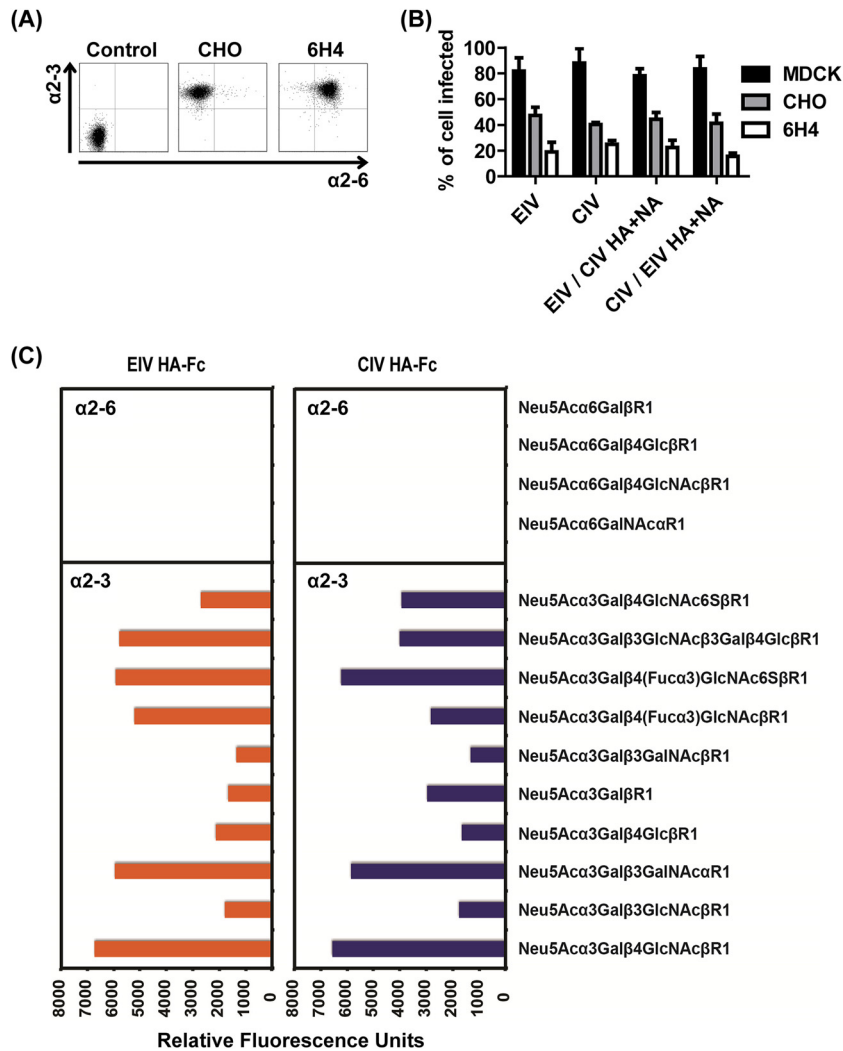 (A)
Control
CHO
6H4
α2-3
α2-6
(B)
% of cell infected
100
80
60
40
20
0
EIV
CIV
EIV / CIV HA+NA
CIV / EIV HA+NA
MDCK
CHO
6H4
(C)
EIV HA-Fc
CIV HA-Fc
α2-6
α2-6
Neu5Acα6GalβR1
Neu5Acα6Galβ4GlcβR1
Neu5Acα6Galβ4GlcNAcβR1
Neu5Acα6GalNAcαR1
α2-3
α2-3
Neu5Acα3Galβ4GlcNAc6SβR1
Neu5Acα3Galβ3GlcNAcβ3Galβ4GlcβR1
Neu5Acα3Galβ4(Fucα3)GlcNAc6SβR1
Neu5Acα3Galβ4(Fucα3)GlcNAcβR1
Neu5Acα3Galβ3GalNAcβR1
Neu5Acα3GalβR1
Neu5Acα3Galβ4GlcβR1
Neu5Acα3Galβ3GalNAcαR1
Neu5Acα3Galβ3GlcNAcβR1
Neu5Acα3Galβ4GlcNAcβR1
8000 7000 6000 5000 4000 3000 2000 1000 0
8000 7000 6000 5000 4000 3000 2000 1000 0
Relative Fluorescence Units